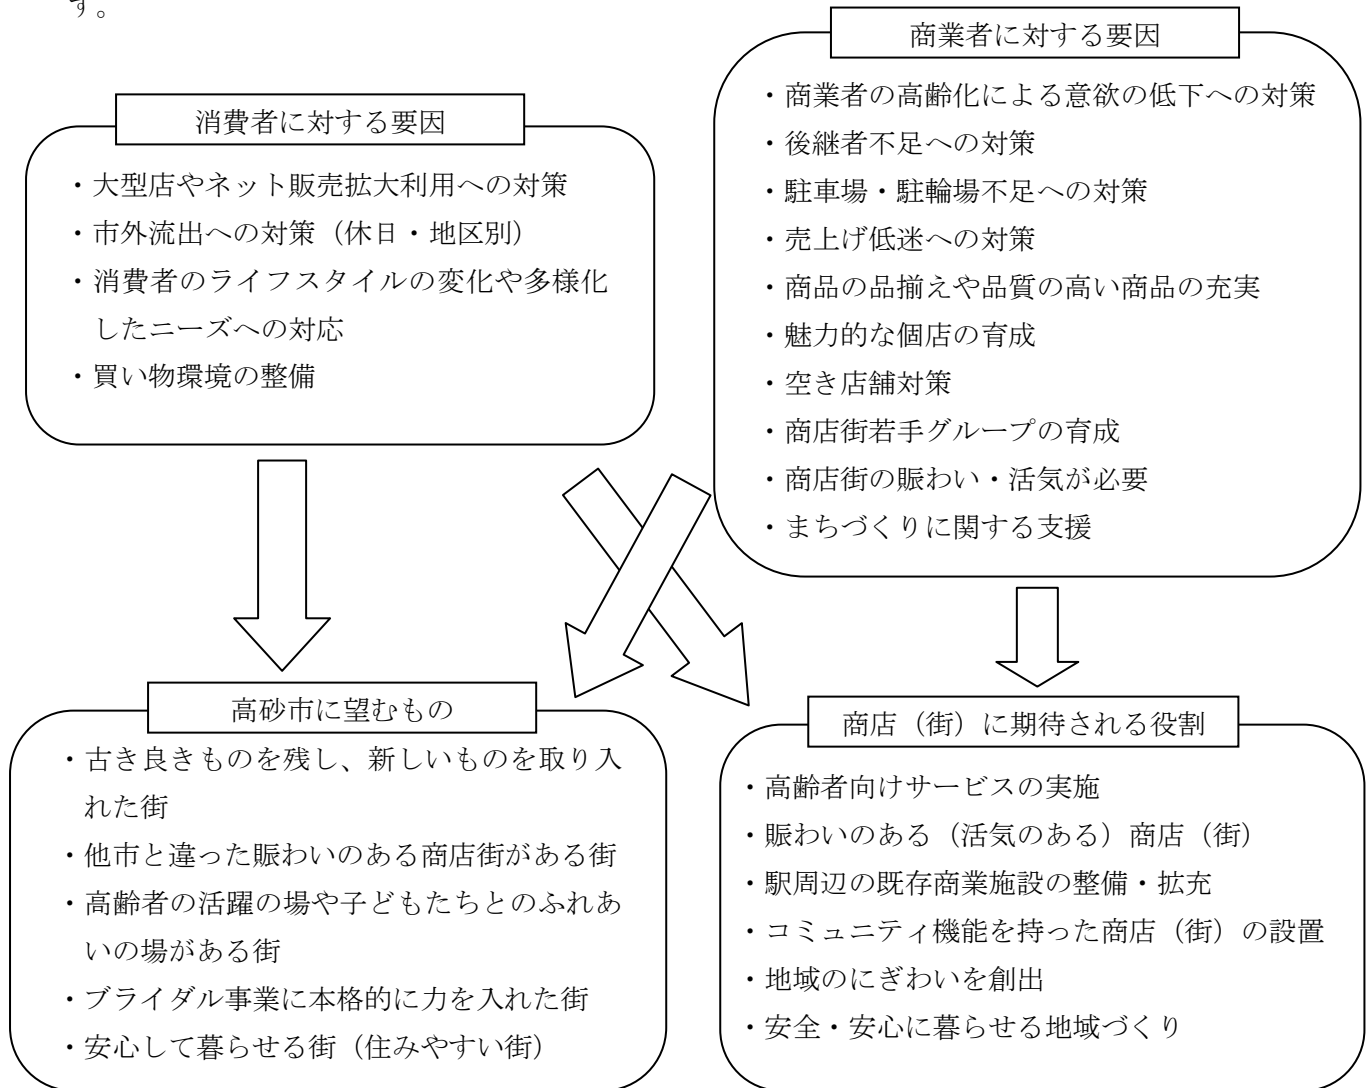 す。
商業者に対する要因
・商業者の高齢化による意欲の低下への対策
・後継者不足への対策
・駐車場・駐輪場不足への対策
・売上げ低迷への対策
・商品の品揃えや品質の高い商品の充実
・魅力的な個店の育成
・空き店舗対策
・商店街若手グループの育成
・商店街の賑わい・活気が必要
・まちづくりに関する支援
消費者に対する要因
・大型店やネット販売拡大利用への対策
・市外流出への対策（休日・地区別）
・消費者のライフスタイルの変化や多様化
したニーズへの対応
・買い物環境の整備
高砂市に望むもの
・古き良きものを残し、新しいものを取り入
れた街
・他市と違った賑わいのある商店街がある街
・高齢者の活躍の場や子どもたちとのふれあ
いの場がある街
・ブライダル事業に本格的に力を入れた街
・安心して暮らせる街（住みやすい街）
商店（街）に期待される役割
・高齢者向けサービスの実施
・賑わいのある（活気のある）商店（街）
・駅周辺の既存商業施設の整備・拡充
・コミュニティ機能を持った商店（街）の設置
・地域のにぎわいを創出
・安全・安心に暮らせる地域づくり